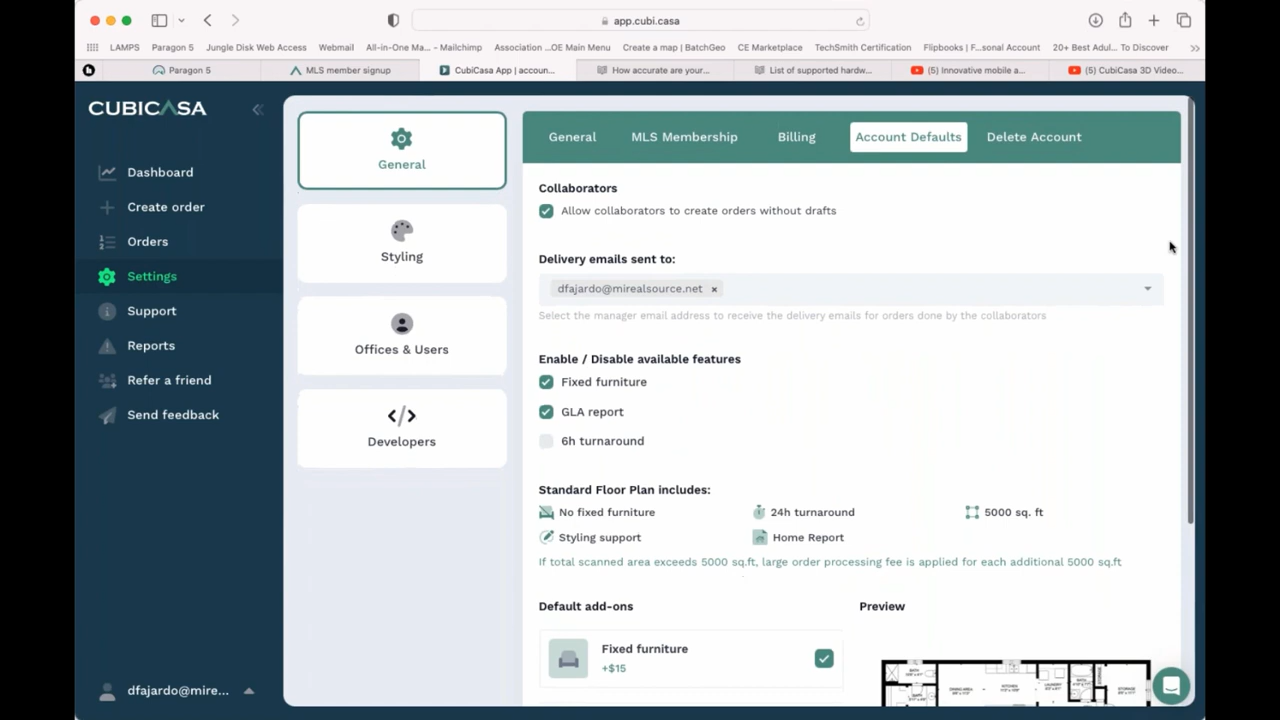 app.cubi.casa
LAMPS Paragon 5 Jungle Disk Web Access Webmail All-in-One Ma... – Mailchimp Association ...OE Main Menu Create a map | BatchGeo CE Marketplace TechSmith Certification Flipbooks | F...sonal Account 20+ Best Adul... To Discover
Paragon 5 MLS member signup CubiCasa App | accoun... How accurate are your... List of supported hardw... (5) Innovative mobile a... (5) CubiCasa 3D Video...
CUBICASA
Dashboard
Create order
Orders
Settings
Support
Reports
Refer a friend
Send feedback
dfajardo@mire...
General
Styling
Offices & Users
Developers
General MLS Membership Billing Account Defaults Delete Account
Collaborators
Allow collaborators to create orders without drafts
Delivery emails sent to:
dfajardo@mirealsource.net ×
Select the manager email address to receive the delivery emails for orders done by the collaborators
Enable / Disable available features
Fixed furniture
GLA report
6h turnaround
Standard Floor Plan includes:
No fixed furniture 24h turnaround 5000 sq. ft
Styling support Home Report
If total scanned area exceeds 5000 sq.ft, large order processing fee is applied for each additional 5000 sq.ft
Default add-ons Preview
Fixed furniture
+$15